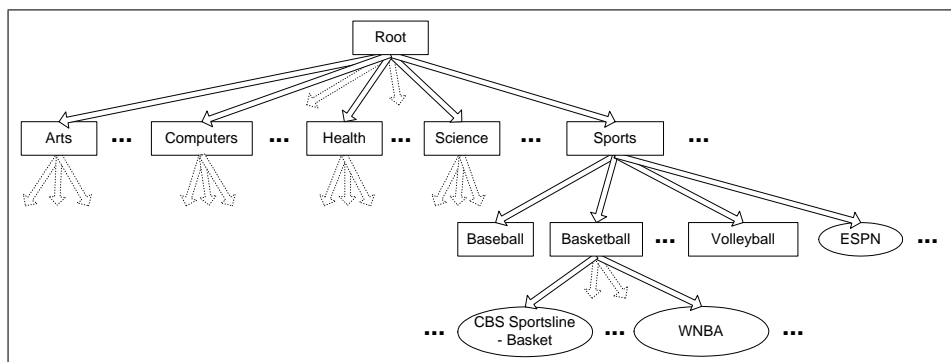 Root
Arts ... Computers ... Health ... Science ... Sports ...
Baseball Basketball ... Volleyball ESPN ...
... CBS Sportsline ... WNBA ...
- Basket